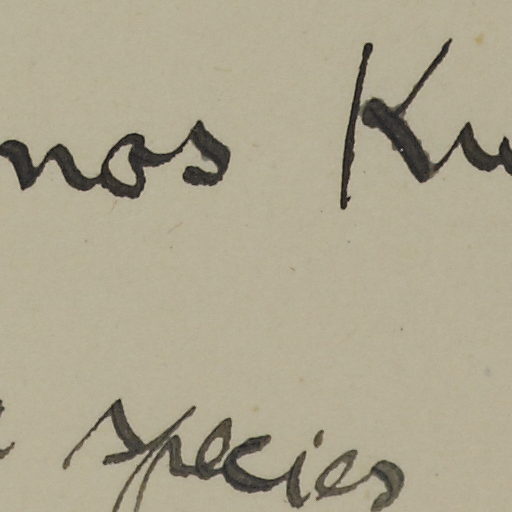 nos Ku
species